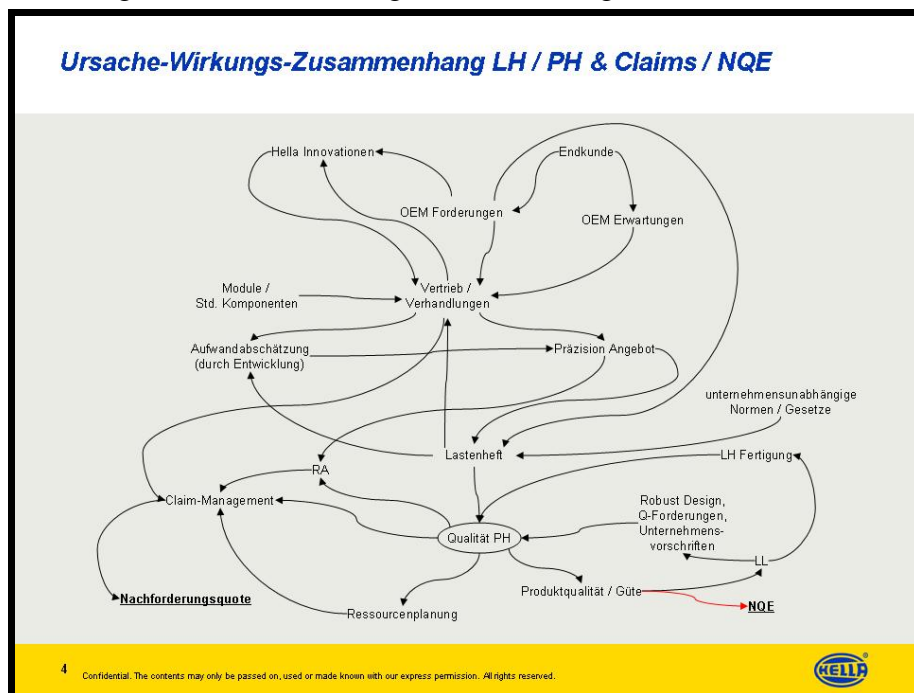 Ursache-Wirkungs-Zusammenhang LH / PH & Claims / NQE
Hella Innovationen
Endkunde
OEM Forderungen
OEM Erwartungen
Module /
Std. Komponenten
Vertrieb /
Verhandlungen
Aufwandabschätzung
(durch Entwicklung)
Präzision Angebot
unternehmensunabhängige
Normen / Gesetze
Lastenheft
LH Fertigung
RA
Claim-Management
Robust Design,
Q-Forderungen,
Unternehmens-
vorschriften
Qualität PH
LL
Nachforderungsquote
Produktqualität / Güte
NQE
Ressourcenplanung
4
Confidential. The contents may only be passed on, used or made known with our express permission. All rights reserved.
HELLA